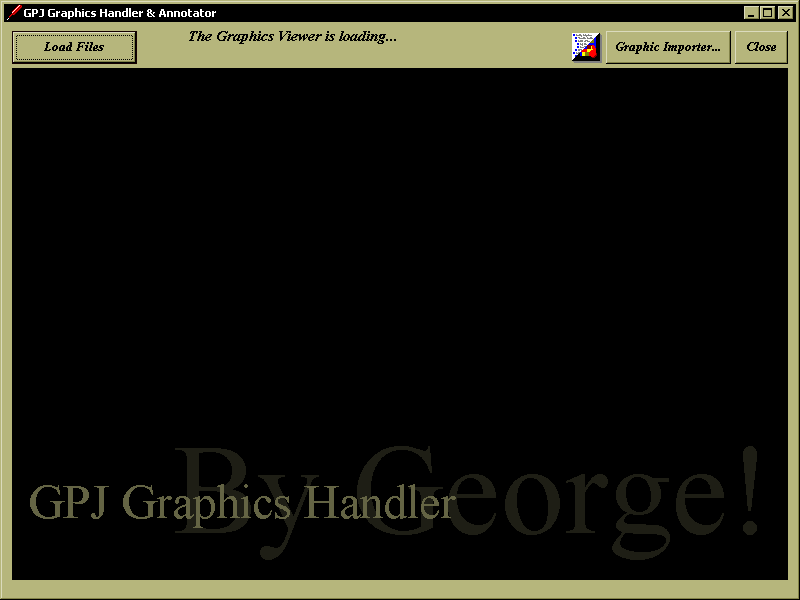 GPJ Graphics Handler & Annotator
Load Files
The Graphics Viewer is loading...
Graphic Importer...
Close
By George!
GPJ Graphics Handler